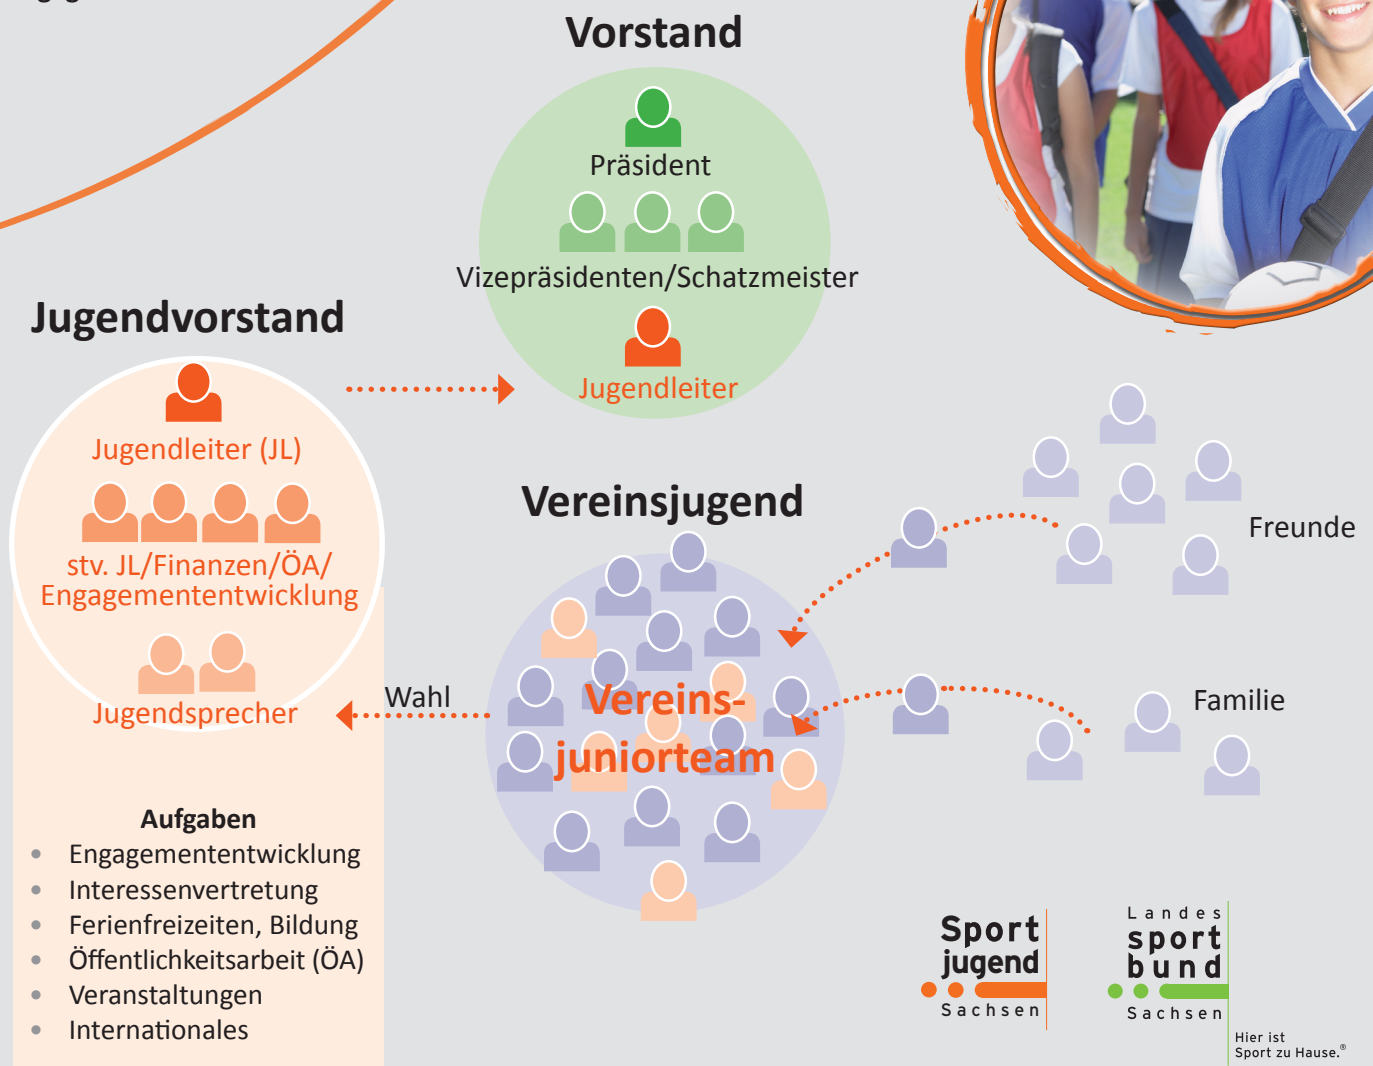 Vorstand
Präsident
Vizepräsidenten/Schatzmeister
Jugendleiter
Jugendvorstand
Jugendleiter (JL)
stv. JL/Finanzen/ÖA/
Engagemententwicklung
Jugendsprecher
Wahl
Vereinsjugend
Vereins-
juniorteam
Freunde
Familie
Aufgaben
• Engagemententwicklung
• Interessenvertretung
• Ferienfreizeiten, Bildung
• Öffentlichkeitsarbeit (ÖA)
• Veranstaltungen
• Internationales
Sport
jugend
Sachsen
Landes
sport
bund
Sachsen
Hier ist
Sport zu Hause.®